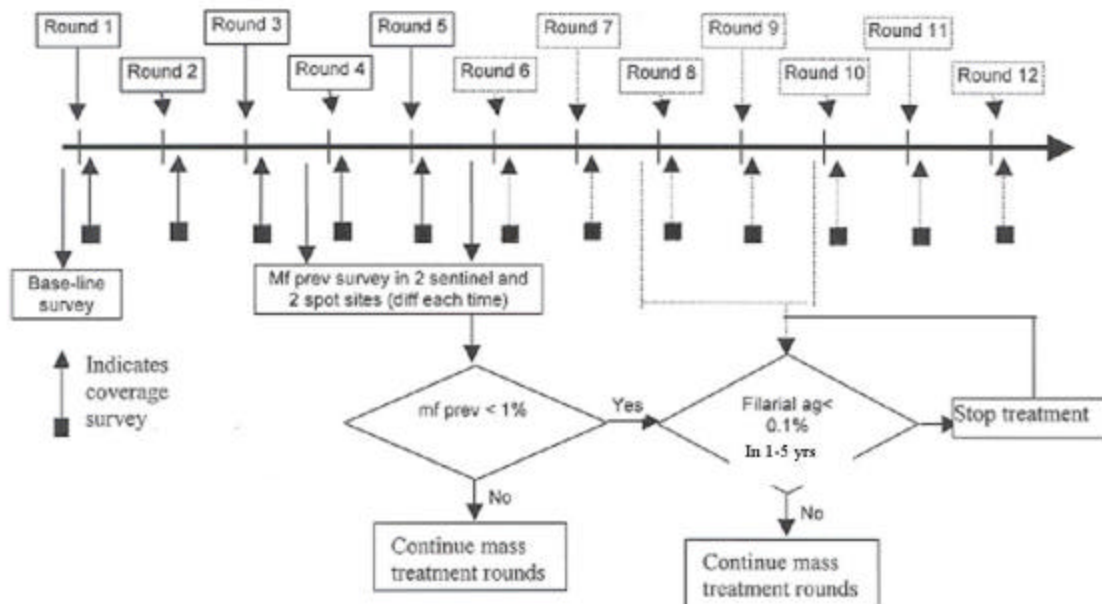 Round 1
Round 2
Round 3
Round 4
Round 5
Round 6
Round 7
Round 8
Round 9
Round 10
Round 11
Round 12
Base-line
survey
Mf prev survey in 2 sentinel and
2 spot sites (diff each time)
Indicates
coverage
survey
mf prev < 1%
Yes
Filarial ag<
0.1%
In 1-5 yrs
Stop treatment
No
Continue mass
treatment rounds
No
Continue mass
treatment rounds